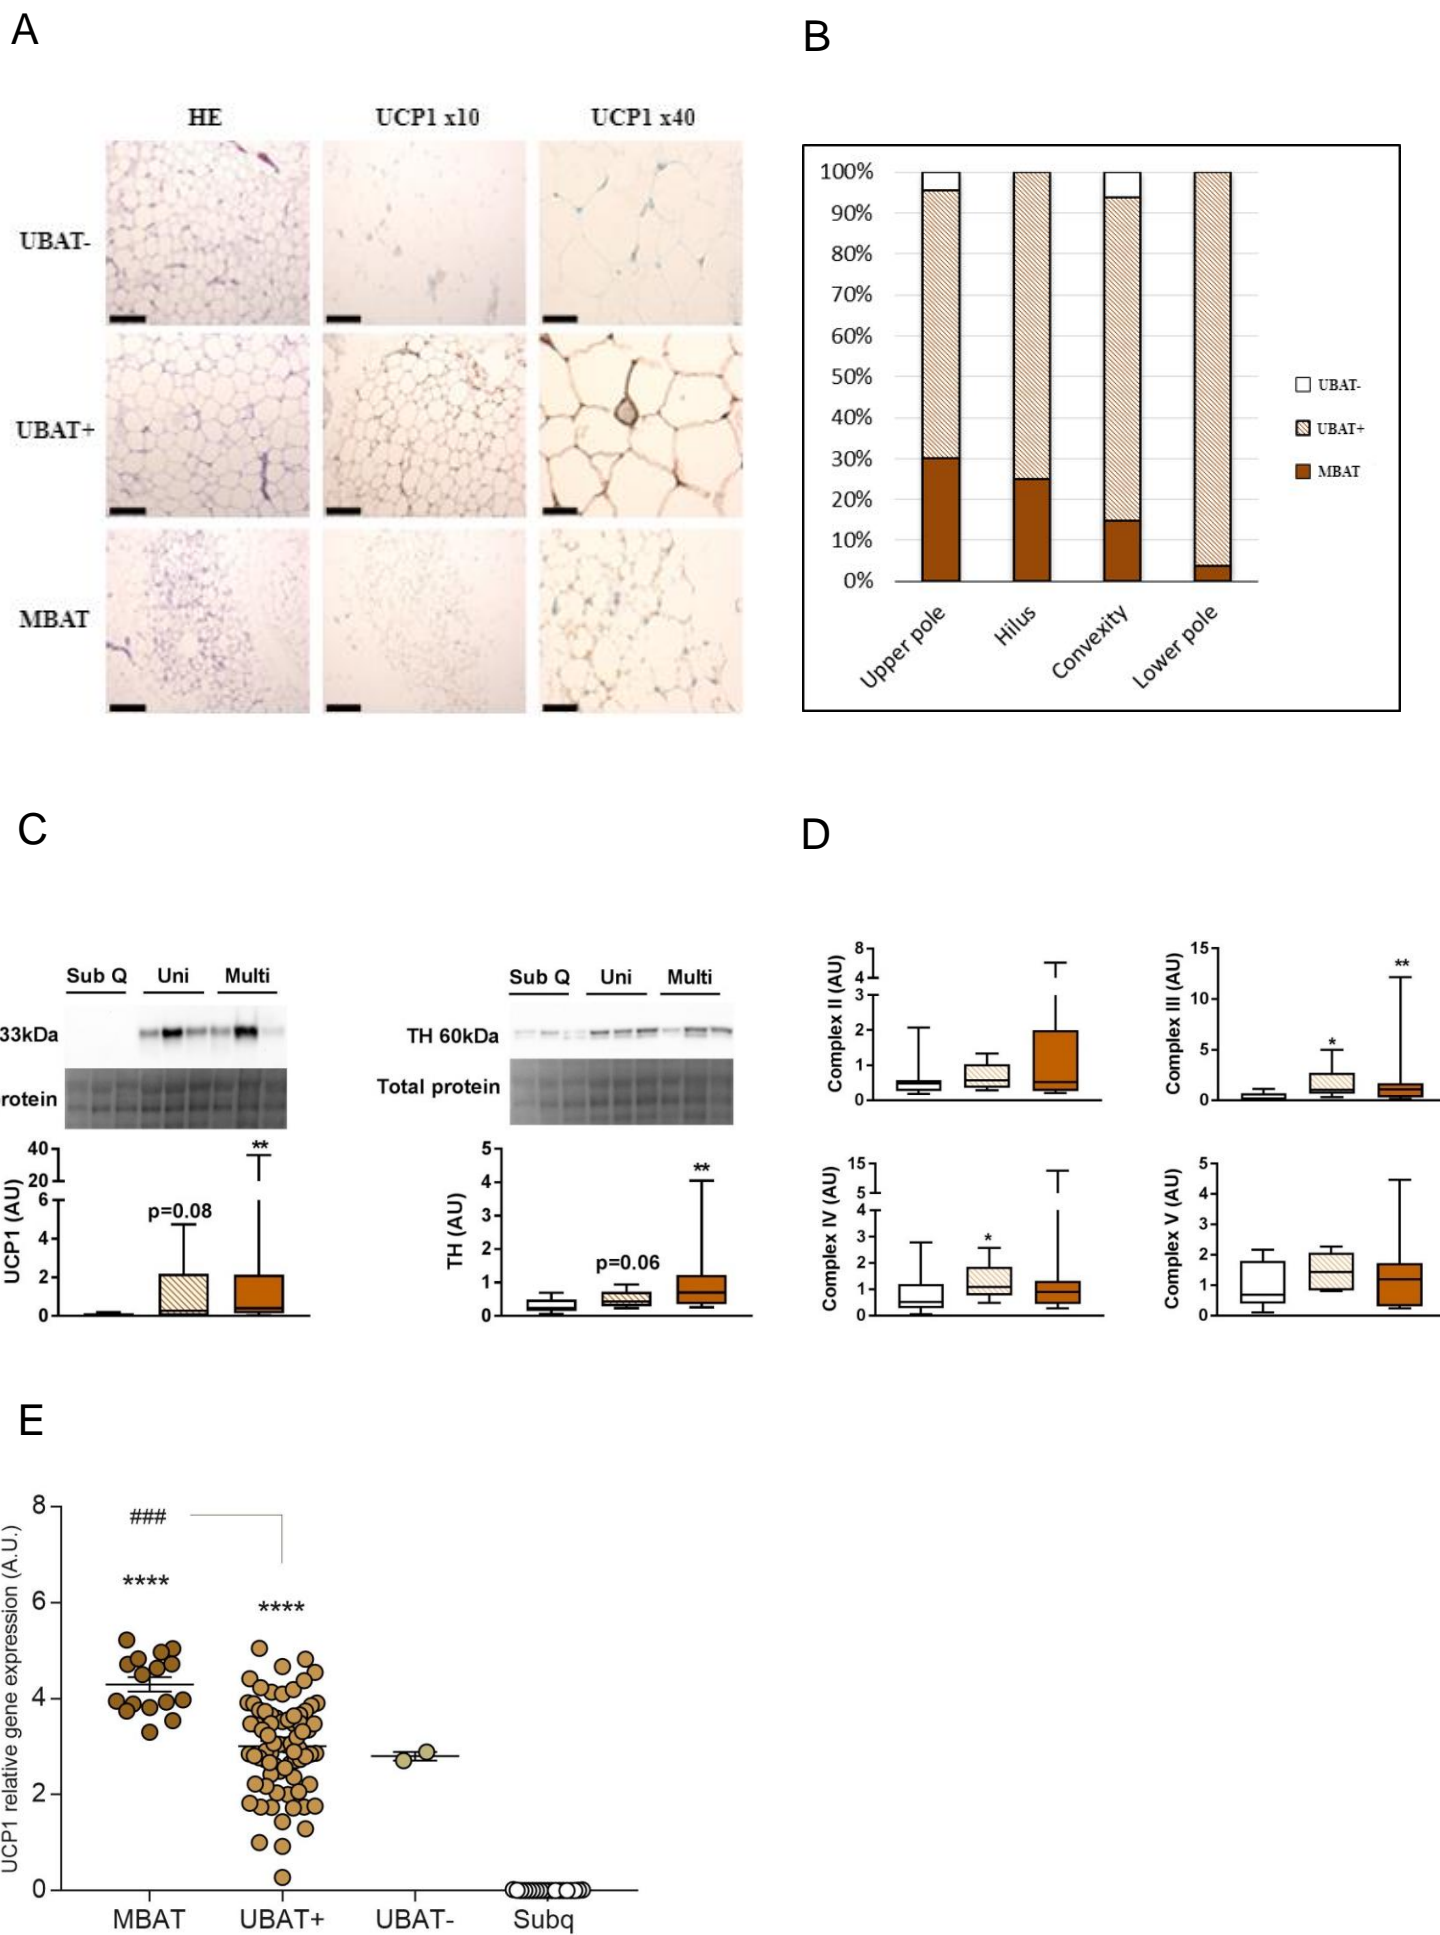 A
HE
UCP1 x10
UCP1 x40
UBAT-
UBAT+
MBAT
B
100%
90%
80%
70%
60%
50%
40%
30%
20%
10%
0%
Upper pole
Hilus
Convexity
Lower pole
UBAT-
UBAT+
MBAT
C
Sub Q Uni Multi
33kDa
rotein
40
20
6
4
2
0
UCP1 (AU)
p=0.08
**
Sub Q Uni Multi
TH 60kDa
Total protein
5
4
3
2
1
0
TH (AU)
p=0.06
**
D
8
4
3
2
1
0
Complex II (AU)
15
10
5
0
Complex III (AU)
*
**
15
5
4
3
2
1
0
Complex IV (AU)
*
5
4
3
2
1
0
Complex V (AU)
E
8
6
4
2
0
UCP1 relative gene expression (A.U.)
###
****
****
MBAT
UBAT+
UBAT-
Subq